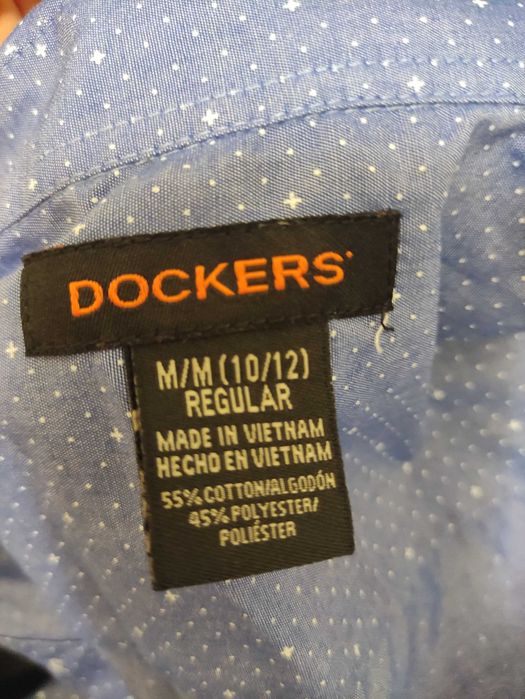 DOCKERS
M/M (10/12)
REGULAR
MADE IN VIETNAM
HECHO EN VIETNAM
55% COTTON/ALGODÓN
45% POLYESTER/
POLIÉSTER